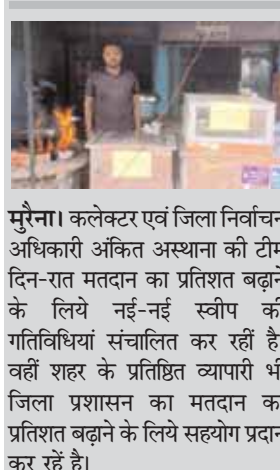 मुरैना। कलेक्टर एवं जिला निर्वाचन
अधिकारी अंकित अस्थाना की टीम
दिन-रात मतदान का प्रतिशत बढ़ाने
के लिये नई-नई स्वीप की
गतिविधियां संचालित कर रहीं है
वहीं शहर के प्रतिष्ठित व्यापारी भी
जिला प्रशासन का मतदान का
प्रतिशत बढ़ाने के लिये सहयोग प्रदान
कर रहें है।